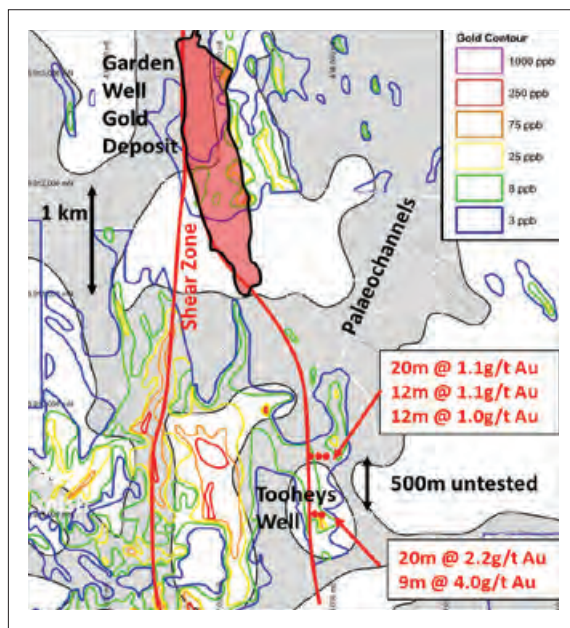 Garden
Well
Gold
Deposit
1 km
Shear Zone
Palaeochannels
Tooheys
Well
500m untested
20m @ 1.1g/t Au
12m @ 1.1g/t Au
12m @ 1.0g/t Au
20m @ 2.2g/t Au
9m @ 4.0g/t Au
Gold Contour
1000 ppb
250 ppb
75 ppb
25 ppb
8 ppb
3 ppb